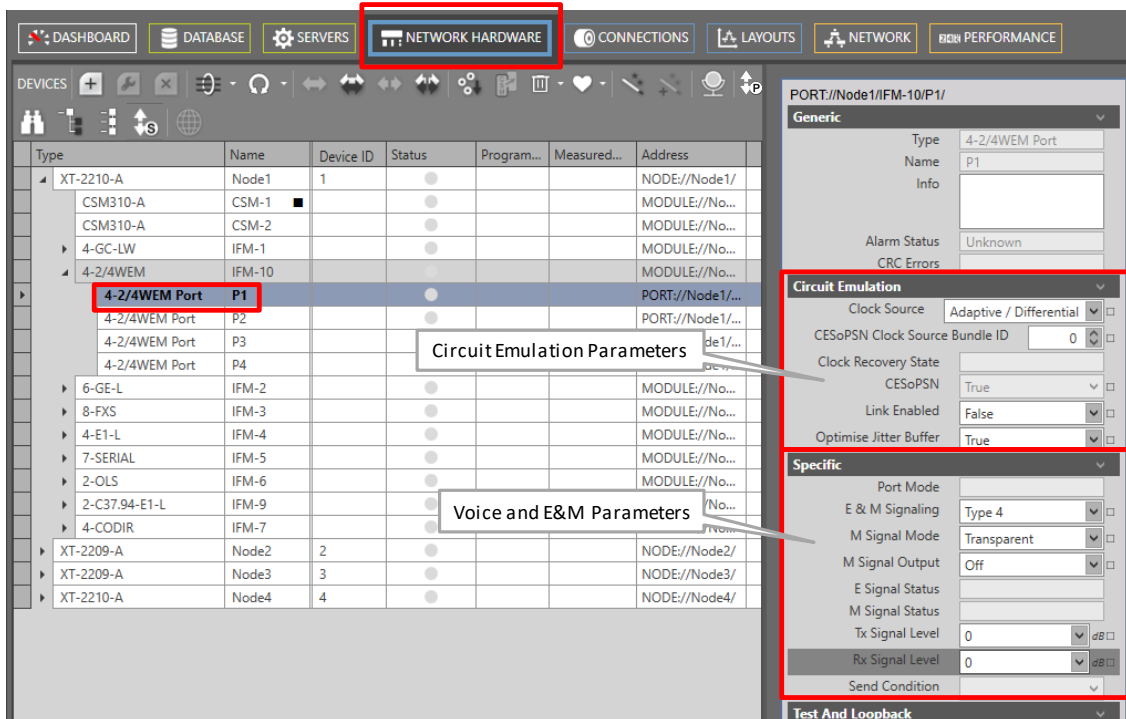 DASHBOARD DATABASE SERVERS NETWORK HARDWARE CONNECTIONS LAYOUTS NETWORK PERFORMANCE
DEVICES
Type Name Device ID Status Program... Measured... Address
XT-2210-A Node1 1 NODE://Node1/
CSM310-A CSM-1 MODULE://No...
CSM310-A CSM-2 MODULE://No...
4-GC-LW IFM-1 MODULE://No...
4-2/4WEM IFM-10 MODULE://No...
4-2/4WEM Port P1 PORT://Node1/...
4-2/4WEM Port P2 PORT://Node1/...
4-2/4WEM Port P3 de1/...
4-2/4WEM Port P4
6-GE-L IFM-2 MODULE://No...
8-FXS IFM-3 MODULE://No...
4-E1-L IFM-4 MODULE://No...
7-SERIAL IFM-5 MODULE://No...
2-OLS IFM-6 MODULE://No...
2-C37.94-E1-L IFM-9 /No...
4-CODIR IFM-7
XT-2209-A Node2 2 NODE://Node2/
XT-2209-A Node3 3 NODE://Node3/
XT-2210-A Node4 4 NODE://Node4/
Circuit Emulation Parameters
Voice and E&M Parameters
PORT://Node1/IFM-10/P1/
Generic
Type 4-2/4WEM Port
Name P1
Info
Alarm Status Unknown
CRC Errors
Circuit Emulation
Clock Source Adaptive / Differential
CESoPSN Clock Source Bundle ID 0
Clock Recovery State
CESoPSN True
Link Enabled False
Optimise Jitter Buffer True
Specific
Port Mode
E & M Signaling Type 4
M Signal Mode Transparent
M Signal Output Off
E Signal Status
M Signal Status
Tx Signal Level 0 dB
Rx Signal Level 0 dB
Send Condition
Test And Loopback